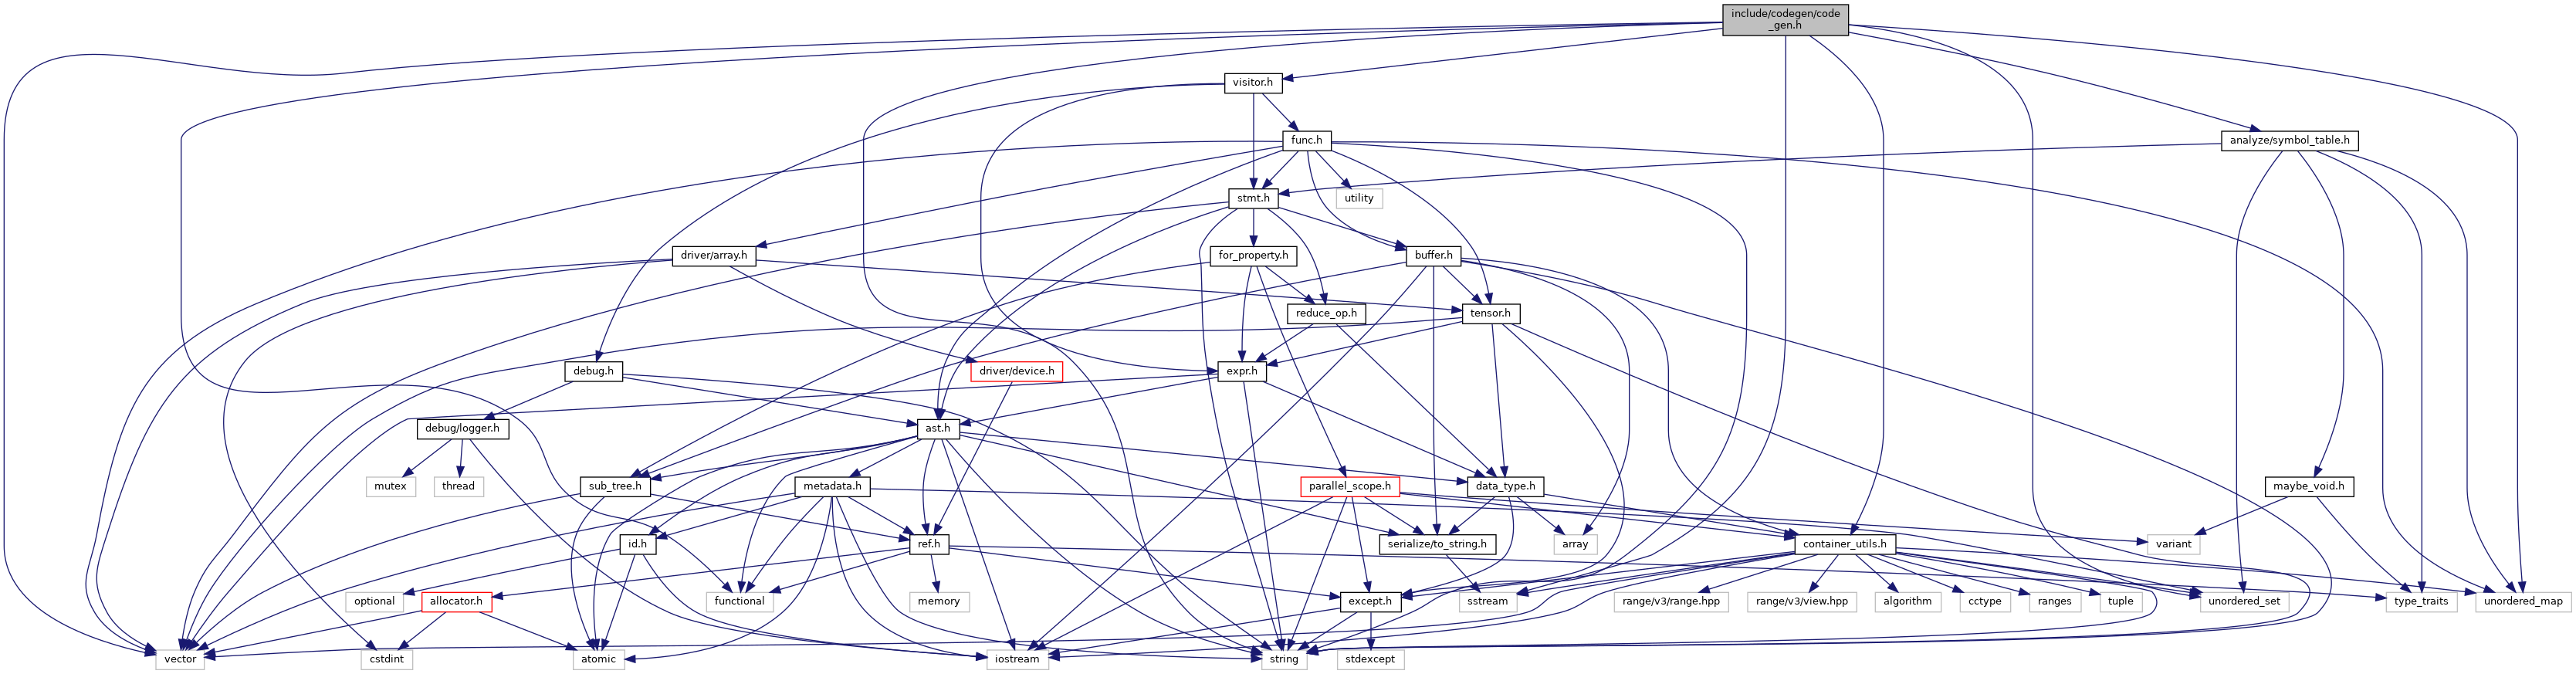 include/codegen/code
_gen.h
visitor.h
func.h
analyze/symbol_table.h
stmt.h
utility
driver/array.h
for_property.h
buffer.h
reduce_op.h
tensor.h
debug.h
driver/device.h
expr.h
debug/logger.h
ast.h
mutex
thread
sub_tree.h
metadata.h
parallel_scope.h
data_type.h
maybe_void.h
id.h
ref.h
serialize/to_string.h
array
container_utils.h
variant
optional
allocator.h
functional
memory
except.h
sstream
range/v3/range.hpp
range/v3/view.hpp
algorithm
cctype
ranges
tuple
unordered_set
type_traits
unordered_map
vector
cstdint
atomic
iostream
string
stdexcept